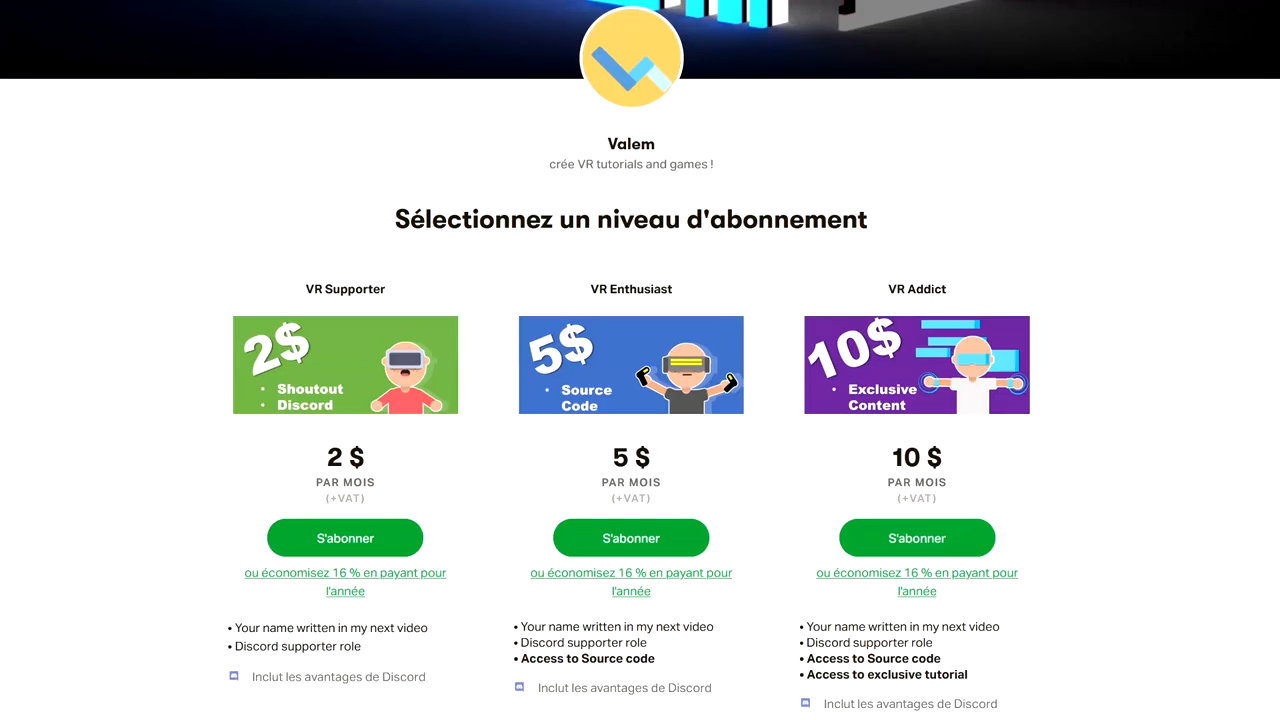 Valem
crée VR tutorials and games !
Sélectionnez un niveau d'abonnement
VR Supporter
2$
• Shoutout
• Discord
2 $
PAR MOIS
(+VAT)
S'abonner
ou économisez 16 % en payant pour
l'année
• Your name written in my next video
• Discord supporter role
Inclut les avantages de Discord
VR Enthusiast
5$
• Source
Code
5 $
PAR MOIS
(+VAT)
S'abonner
ou économisez 16 % en payant pour
l'année
• Your name written in my next video
• Discord supporter role
• Access to Source code
Inclut les avantages de Discord
VR Addict
10$
• Exclusive
Content
10 $
PAR MOIS
(+VAT)
S'abonner
ou économisez 16 % en payant pour
l'année
• Your name written in my next video
• Discord supporter role
• Access to Source code
• Access to exclusive tutorial
Inclut les avantages de Discord